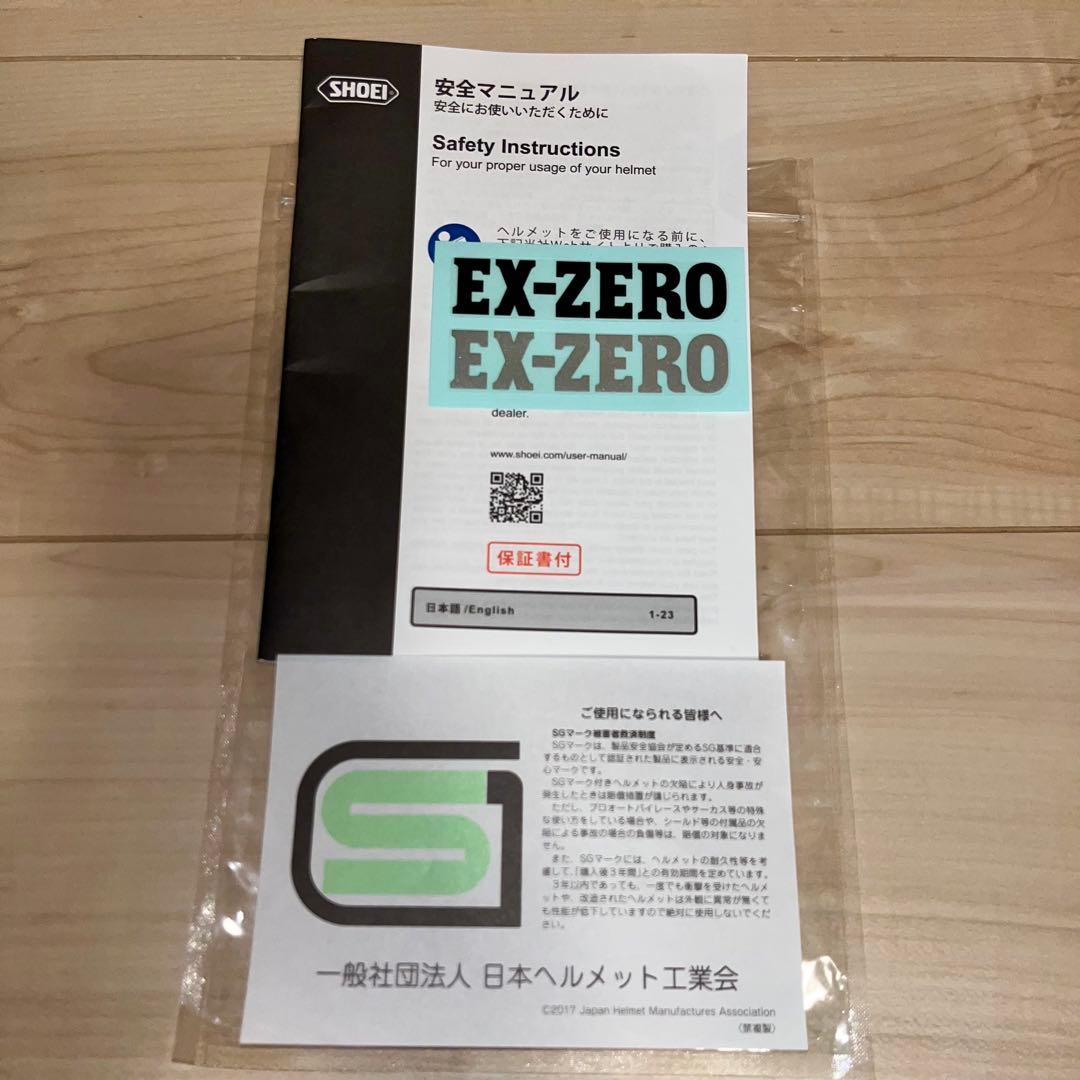 SHOEI
安全マニュアル
安全にお使いいただくために
Safety Instructions
For your proper usage of your helmet
ヘルメットをご使用になる前に、
EX-ZERO
EX-ZERO
dealer.
www.shoei.com/user-manual/
保証書付
日本語/English 1-23
ご使用になられる皆様へ
SGマーク被害者救済制度
SGマークは、製品安全協会が定めるSG基準に適合
するものとして認証された製品に表示される安全・安
心マークです。
SGマーク付きヘルメットの欠陥により人身事故が
発生したときは賠償措置が講じられます。
ただし、プロオートバイレースやサーカス等の特殊
な使い方をしている場合や、シールド等の付属品の欠
陥による事故の場合の負傷等は、賠償の対象になりま
せん。
また、SGマークには、ヘルメットの耐久性等を考
慮して、「購入後3年間」との有効期間を定めています。
3年以内であっても、一度でも衝撃を受けたヘルメ
ットや、改造されたヘルメットは外観に異常が無くて
も性能が低下していますので絶対に使用しないでくだ
さい。
SG
一般社団法人 日本ヘルメット工業会
©2017 Japan Helmet Manufactures Association
(禁複製)